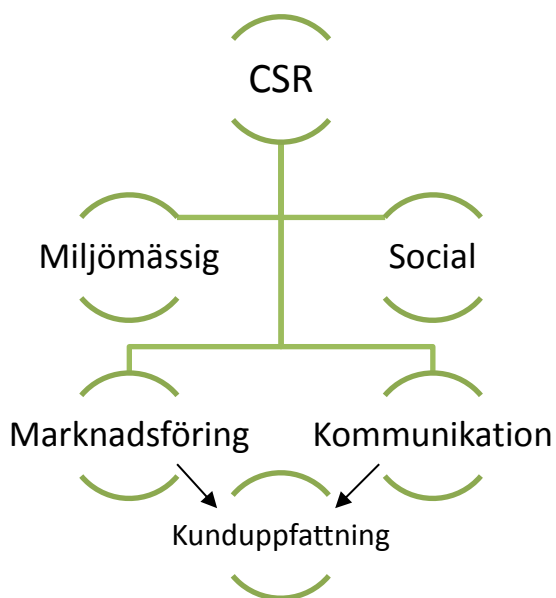 CSR
Miljömässig
Social
Marknadsföring
Kommunikation
Kunduppfattning